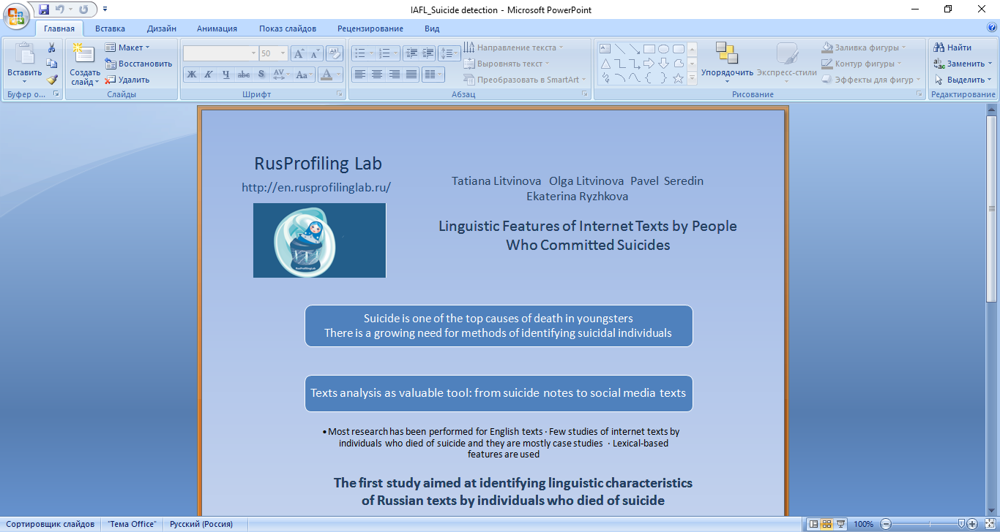 IAFL_Suicide detection - Microsoft PowerPoint
Главная Вставка Дизайн Анимация Показ слайдов Рецензирование Вид
Вставить
Буфер о...
Создать слайд
Макет
Восстановить
Удалить
Слайды
50
Ж К Ч abc S AV Aa А
Шрифт
Направление текста
Выровнять текст
Преобразовать в SmartArt
Абзац
Упорядочить
Экспресс-стили
Заливка фигуры
Контур фигуры
Эффекты для фигур
Рисование
Найти
Заменить
Выделить
Редактирование
RusProfiling Lab
http://en.rusprofilinglab.ru/
RusProfilingLab
Tatiana Litvinova Olga Litvinova Pavel Seredin
Ekaterina Ryzhkova
Linguistic Features of Internet Texts by People
Who Committed Suicides
Suicide is one of the top causes of death in youngsters
There is a growing need for methods of identifying suicidal individuals
Texts analysis as valuable tool: from suicide notes to social media texts
• Most research has been performed for English texts · Few studies of internet texts by
individuals who died of suicide and they are mostly case studies · Lexical-based
features are used
The first study aimed at identifying linguistic characteristics
of Russian texts by individuals who died of suicide
Сортировщик слайдов "Тема Office" Русский (Россия) 100%